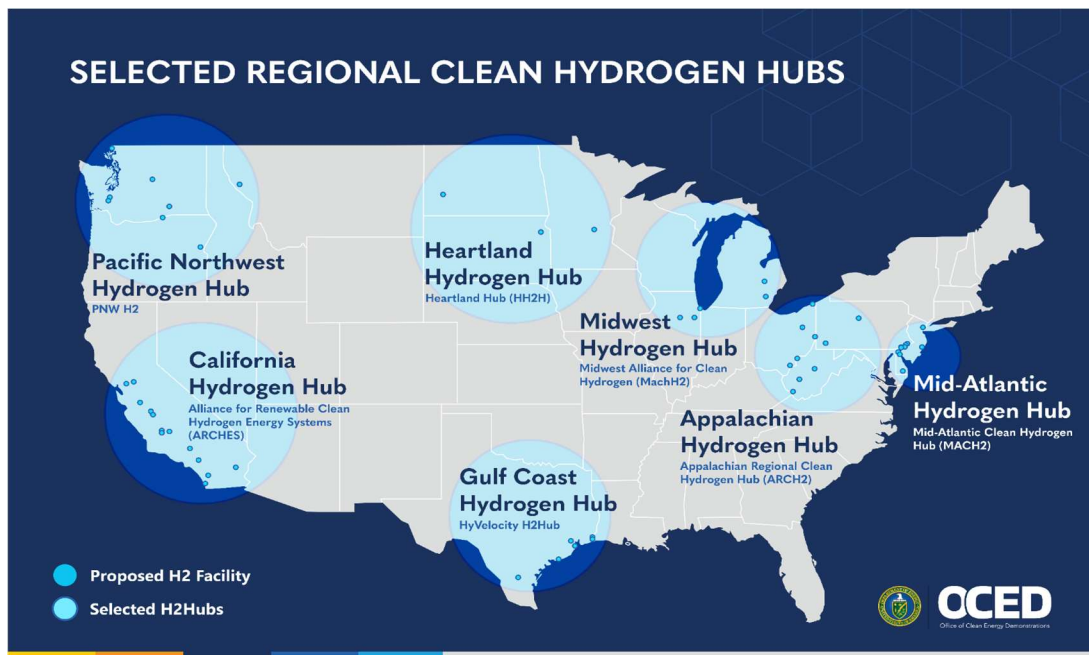 SELECTED REGIONAL CLEAN HYDROGEN HUBS
Pacific Northwest
Hydrogen Hub
PNW H2
Heartland
Hydrogen Hub
Heartland Hub (HH2H)
Midwest
Hydrogen Hub
Midwest Alliance for Clean
Hydrogen (MachH2)
California
Hydrogen Hub
Alliance for Renewable Clean
Hydrogen Energy Systems
(ARCHES)
Mid-Atlantic
Hydrogen Hub
Mid-Atlantic Clean Hydrogen
Hub (MACH2)
Appalachian
Hydrogen Hub
Appalachian Regional Clean
Hydrogen Hub (ARCH2)
Gulf Coast
Hydrogen Hub
HyVelocity H2Hub
Proposed H2 Facility
Selected H2Hubs
OCED
Office of Clean Energy Demonstrations